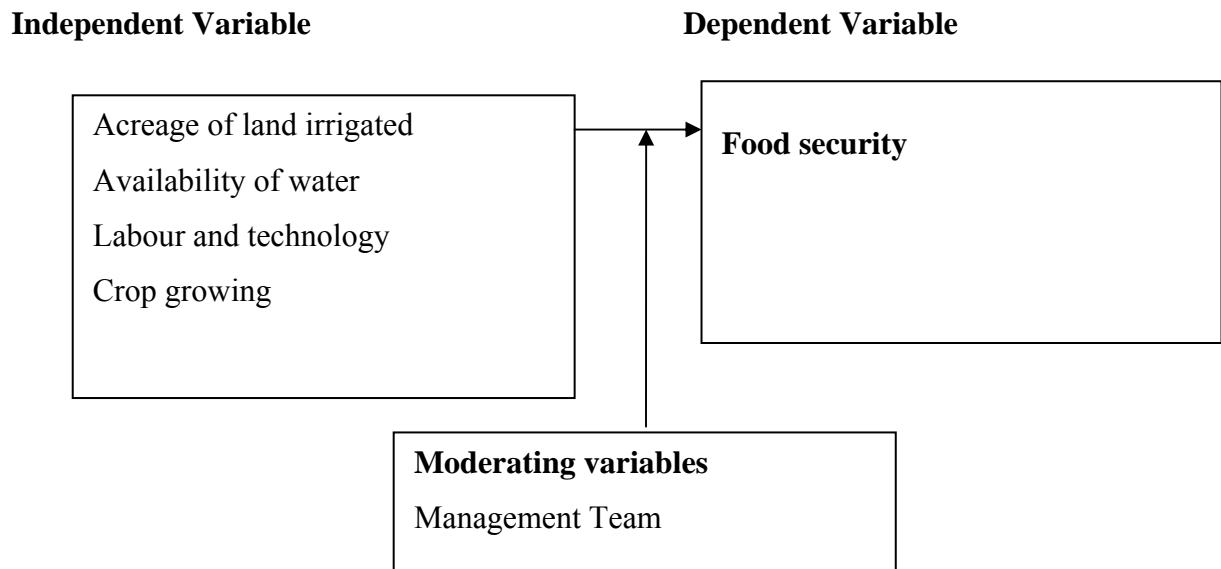 Independent Variable
Dependent Variable
Acreage of land irrigated
Availability of water
Labour and technology
Crop growing
Food security
Moderating variables
Management Team